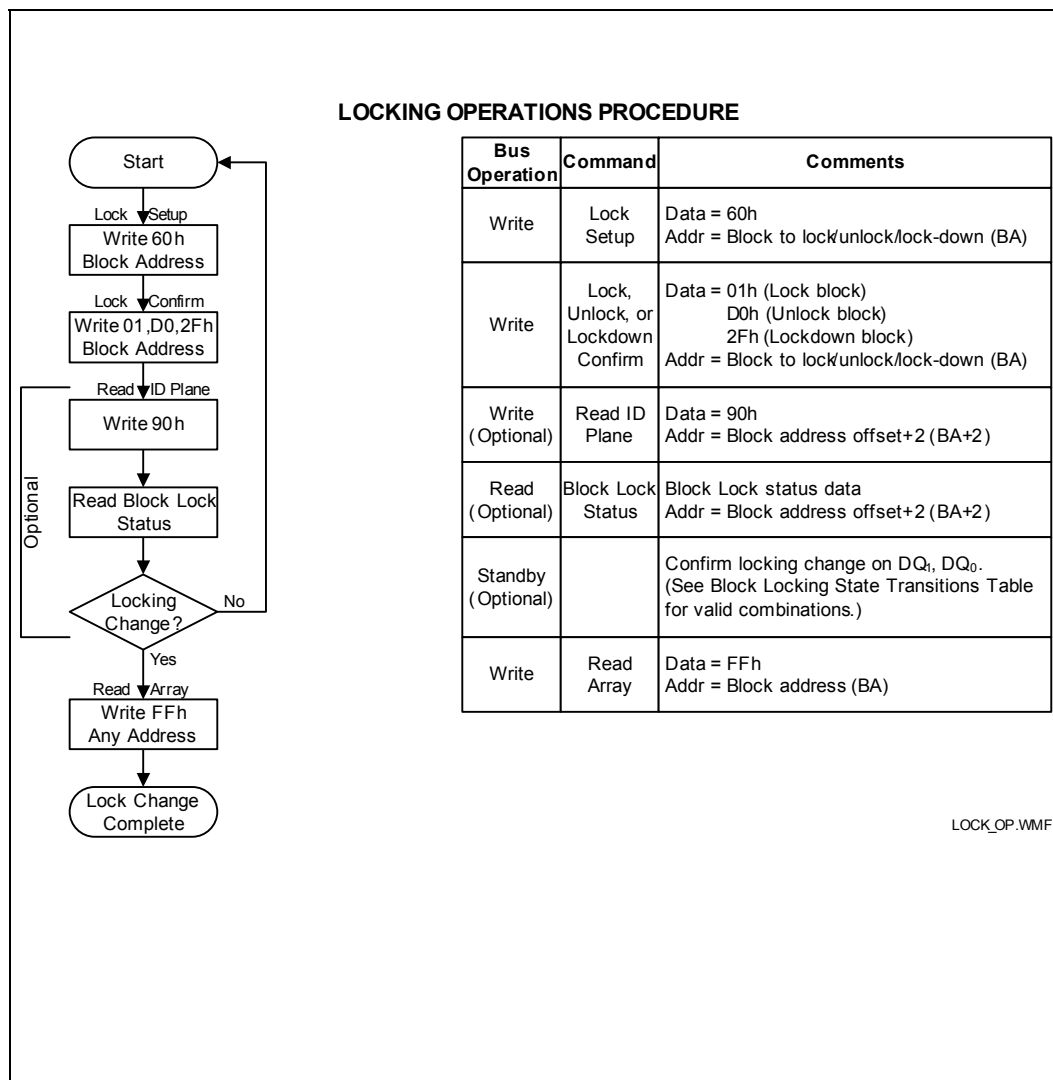 LOCKING OPERATIONS PROCEDURE
Start
Lock Setup
Write 60h
Block Address
Lock Confirm
Write 01,D0,2Fh
Block Address
Read ID Plane
Write 90h
Optional
Read Block Lock
Status
Locking
Change?
No
Yes
Read Array
Write FFh
Any Address
Lock Change
Complete
Bus
Operation
Command
Comments
Write
Lock
Setup
Data = 60h
Addr = Block to lock/unlock/lock-down (BA)
Write
Lock,
Unlock, or
Lockdown
Confirm
Data = 01h (Lock block)
D0h (Unlock block)
2Fh (Lockdown block)
Addr = Block to lock/unlock/lock-down (BA)
Write
(Optional)
Read ID
Plane
Data = 90h
Addr = Block address offset+2 (BA+2)
Read
(Optional)
Block Lock
Status
Block Lock status data
Addr = Block address offset+2 (BA+2)
Standby
(Optional)
Confirm locking change on DQ₁, DQ₀.
(See Block Locking State Transitions Table
for valid combinations.)
Write
Read
Array
Data = FFh
Addr = Block address (BA)
LOCK_OP.WMF